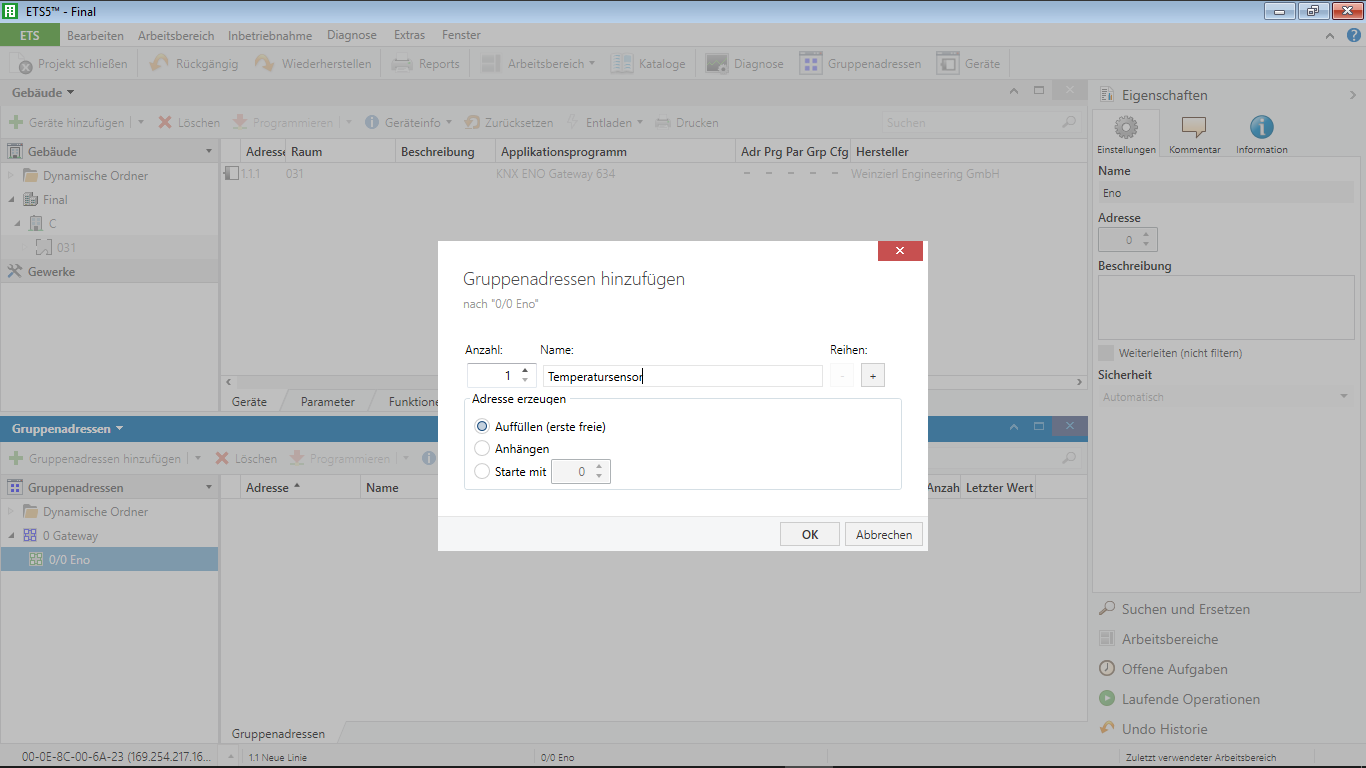 ETS5™ - Final
ETS Bearbeiten Arbeitsbereich Inbetriebnahme Diagnose Extras Fenster
Projekt schließen Rückgängig Wiederherstellen Reports Arbeitsbereich Kataloge Diagnose Gruppenadressen Geräte
Gebäude
Geräte hinzufügen Löschen Programmieren Geräteinfo Zurücksetzen Entladen Drucken Suchen
Gebäude
Dynamische Ordner
Final
C
031
Gewerke
Adresse Raum Beschreibung Applikationsprogramm Adr Prg Par Grp Cfg Hersteller
1.1.1 031 KNX ENO Gateway 634 – – – – – Weinzierl Engineering GmbH
Geräte Parameter Funktione
Gruppenadressen hinzufügen
nach "0/0 Eno"
Anzahl: Name: Reihen:
1 Temperatursensor - +
Adresse erzeugen
Auffüllen (erste freie)
Anhängen
Starte mit 0
OK Abbrechen
Gruppenadressen
Gruppenadressen hinzufügen Löschen Programmieren
Gruppenadressen
Dynamische Ordner
0 Gateway
0/0 Eno
Adresse Name Anzah Letzter Wert
Gruppenadressen
Eigenschaften
Einstellungen Kommentar Information
Name
Eno
Adresse
0
Beschreibung
Weiterleiten (nicht filtern)
Sicherheit
Automatisch
Suchen und Ersetzen
Arbeitsbereiche
Offene Aufgaben
Laufende Operationen
Undo Historie
00-0E-8C-00-6A-23 (169.254.217.16... 1.1 Neue Linie 0/0 Eno Zuletzt verwendeter Arbeitsbereich